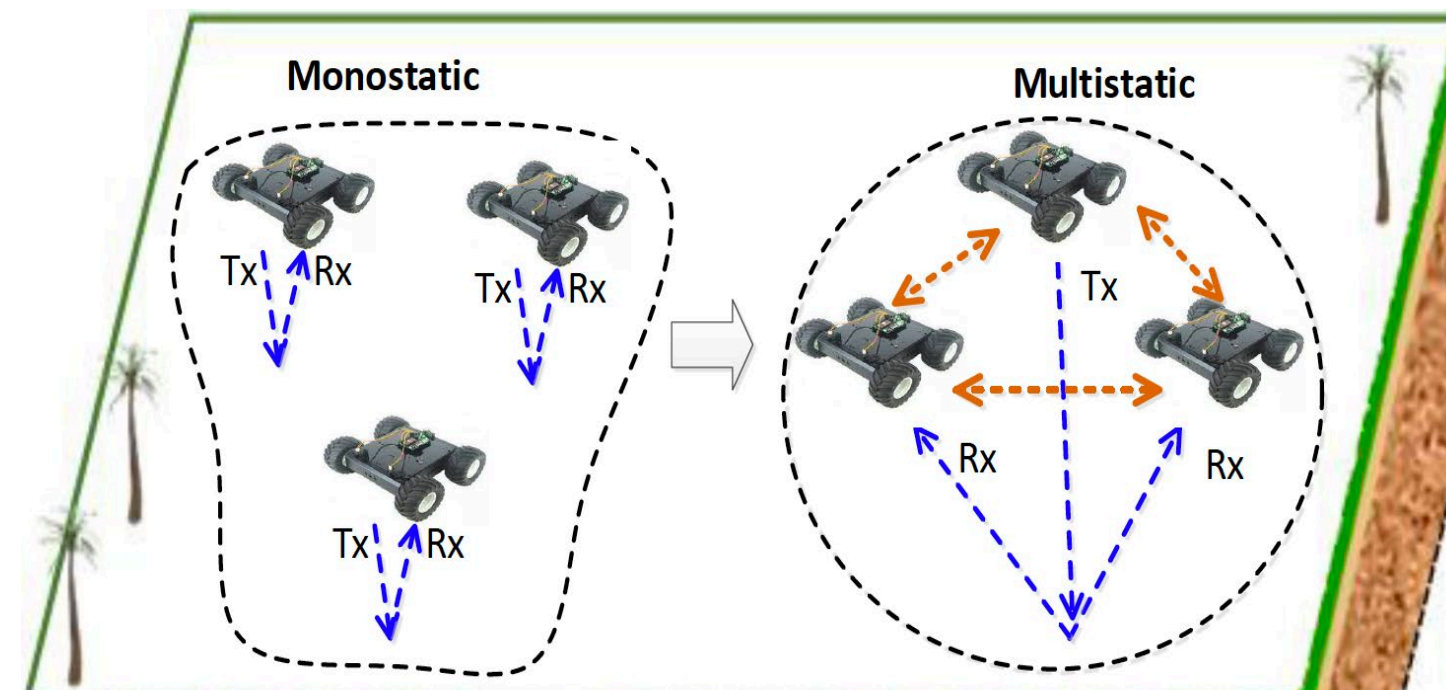 Monostatic
Multistatic
Tx Rx
Tx Rx
Tx
Rx
Rx
Tx Rx